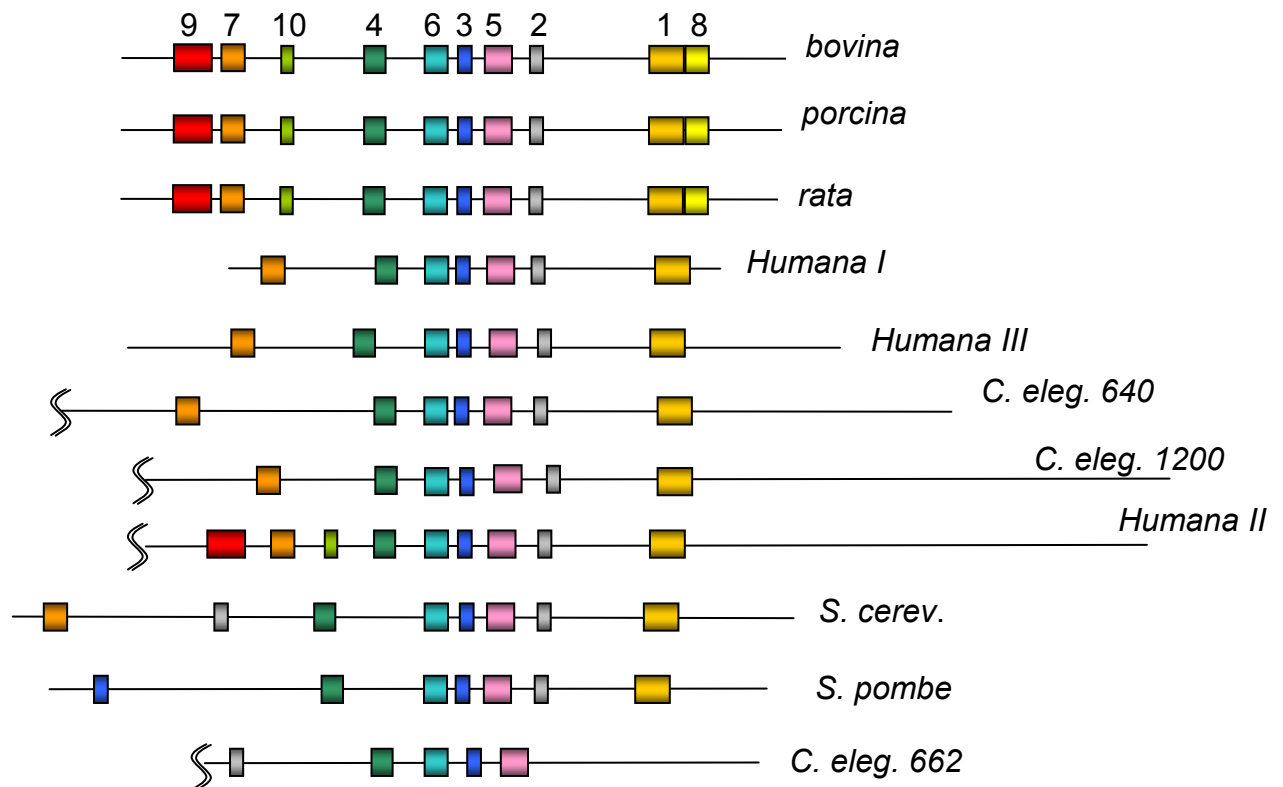 9 7 10 4 6 3 5 2 1 8
bovina
porcina
rata
Humana I
Humana III
C. eleg. 640
C. eleg. 1200
Humana II
S. cerev.
S. pombe
C. eleg. 662